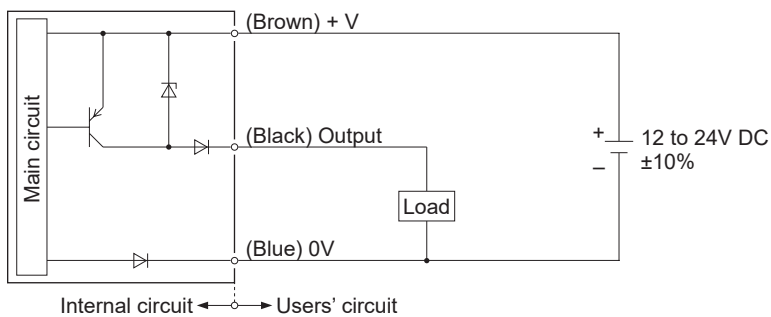 (Brown) + V
Main circuit
(Black) Output
+
−
12 to 24V DC
±10%
Load
(Blue) 0V
Internal circuit
Users’ circuit